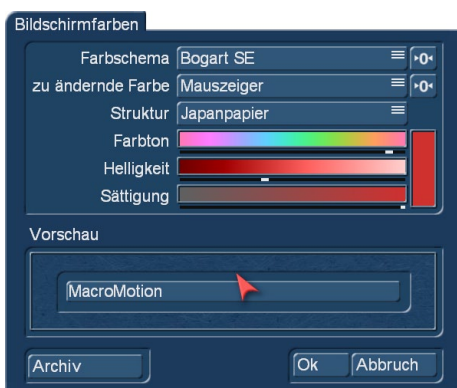 Bildschirmfarben
Farbschema Bogart SE
zu ändernde Farbe Mauszeiger
Struktur Japanpapier
Farbton
Helligkeit
Sättigung
Vorschau
MacroMotion
Archiv Ok Abbruch